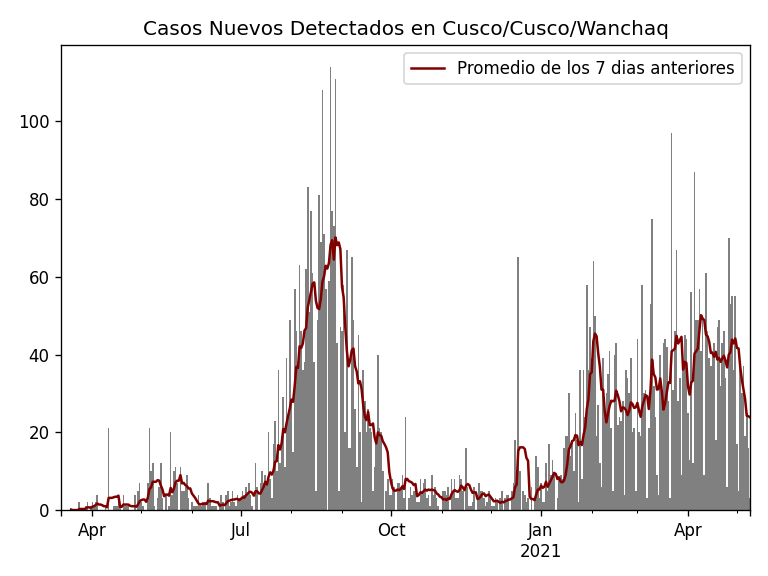 Casos Nuevos Detectados en Cusco/Cusco/Wanchaq
Promedio de los 7 dias anteriores
100
80
60
40
20
0
Apr
Jul
Oct
Jan
2021
Apr